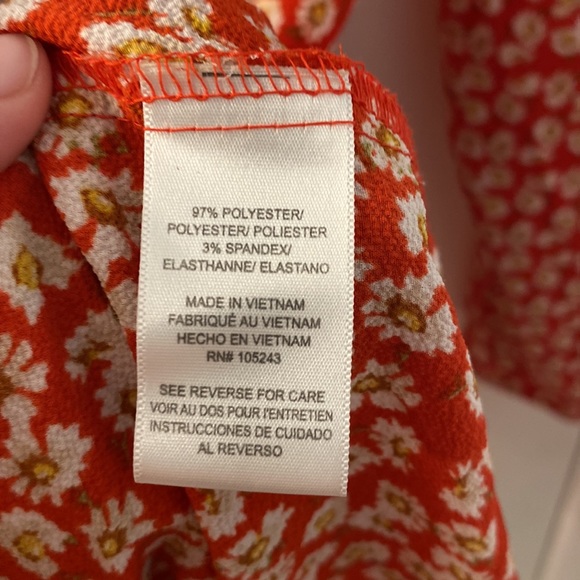 97% POLYESTER/
POLYESTER/ POLIESTER
3% SPANDEX/
ELASTHANNE/ ELASTANO
MADE IN VIETNAM
FABRIQUÉ AU VIETNAM
HECHO EN VIETNAM
RN# 105243
SEE REVERSE FOR CARE
VOIR AU DOS POUR l'ENTRETIEN
INSTRUCCIONES DE CUIDADO
AL REVERSO